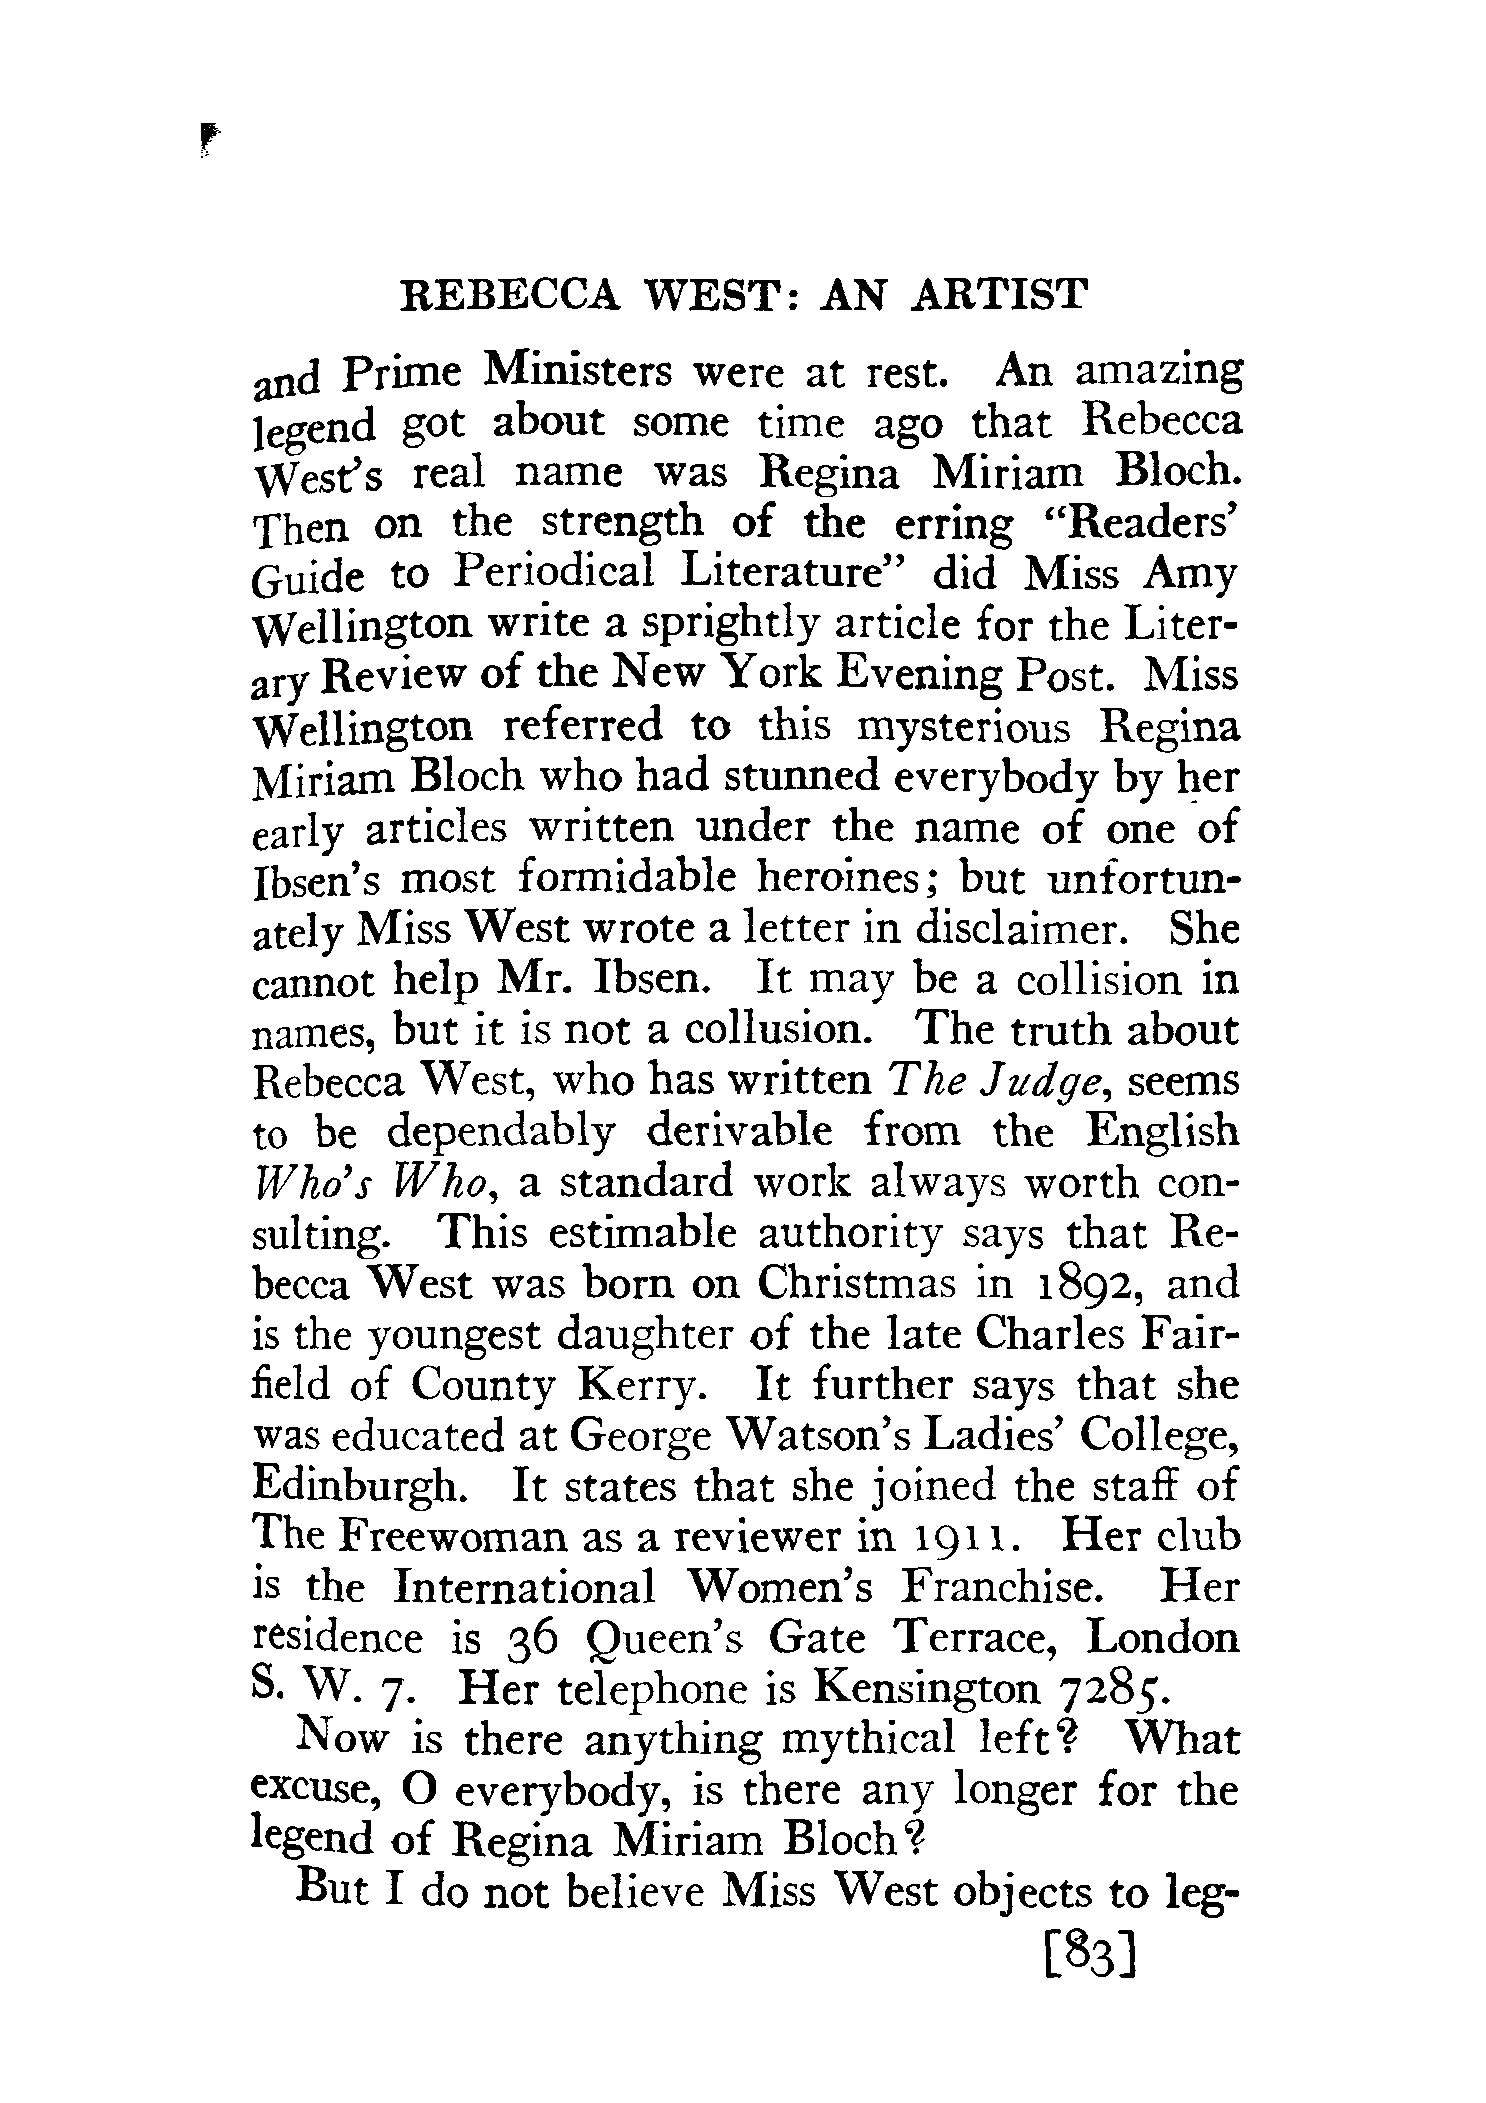 REBECCA WEST: AN ARTIST
and Prime Ministers were at rest. An amazing
legend got about some time ago that Rebecca
West's real name was Regina Miriam Bloch.
Then on the strength of the erring “Readers’
Guide to Periodical Literature” did Miss Amy
Wellington write a sprightly article for the Liter-
ary Review of the New York Evening Post. Miss
Wellington referred to this mysterious Regina
Miriam Bloch who had stunned everybody by her
early articles written under the name of one of
Ibsen's most formidable heroines; but unfortun-
ately Miss West wrote a letter in disclaimer. She
cannot help Mr. Ibsen. It may be a collision in
names, but it is not a collusion. The truth about
Rebecca West, who has written The Judge, seems
to be dependably derivable from the English
Who's Who, a standard work always worth con-
sulting. This estimable authority says that Re-
becca West was born on Christmas in 1892, and
is the youngest daughter of the late Charles Fair-
field of County Kerry. It further says that she
was educated at George Watson's Ladies' College,
Edinburgh. It states that she joined the staff of
The Freewoman as a reviewer in 1911. Her club
is the International Women's Franchise. Her
residence is 36 Queen's Gate Terrace, London
S. W. 7. Her telephone is Kensington 7285.
Now is there anything mythical left? What
excuse, O everybody, is there any longer for the
legend of Regina Miriam Bloch?
But I do not believe Miss West objects to leg-
[83]